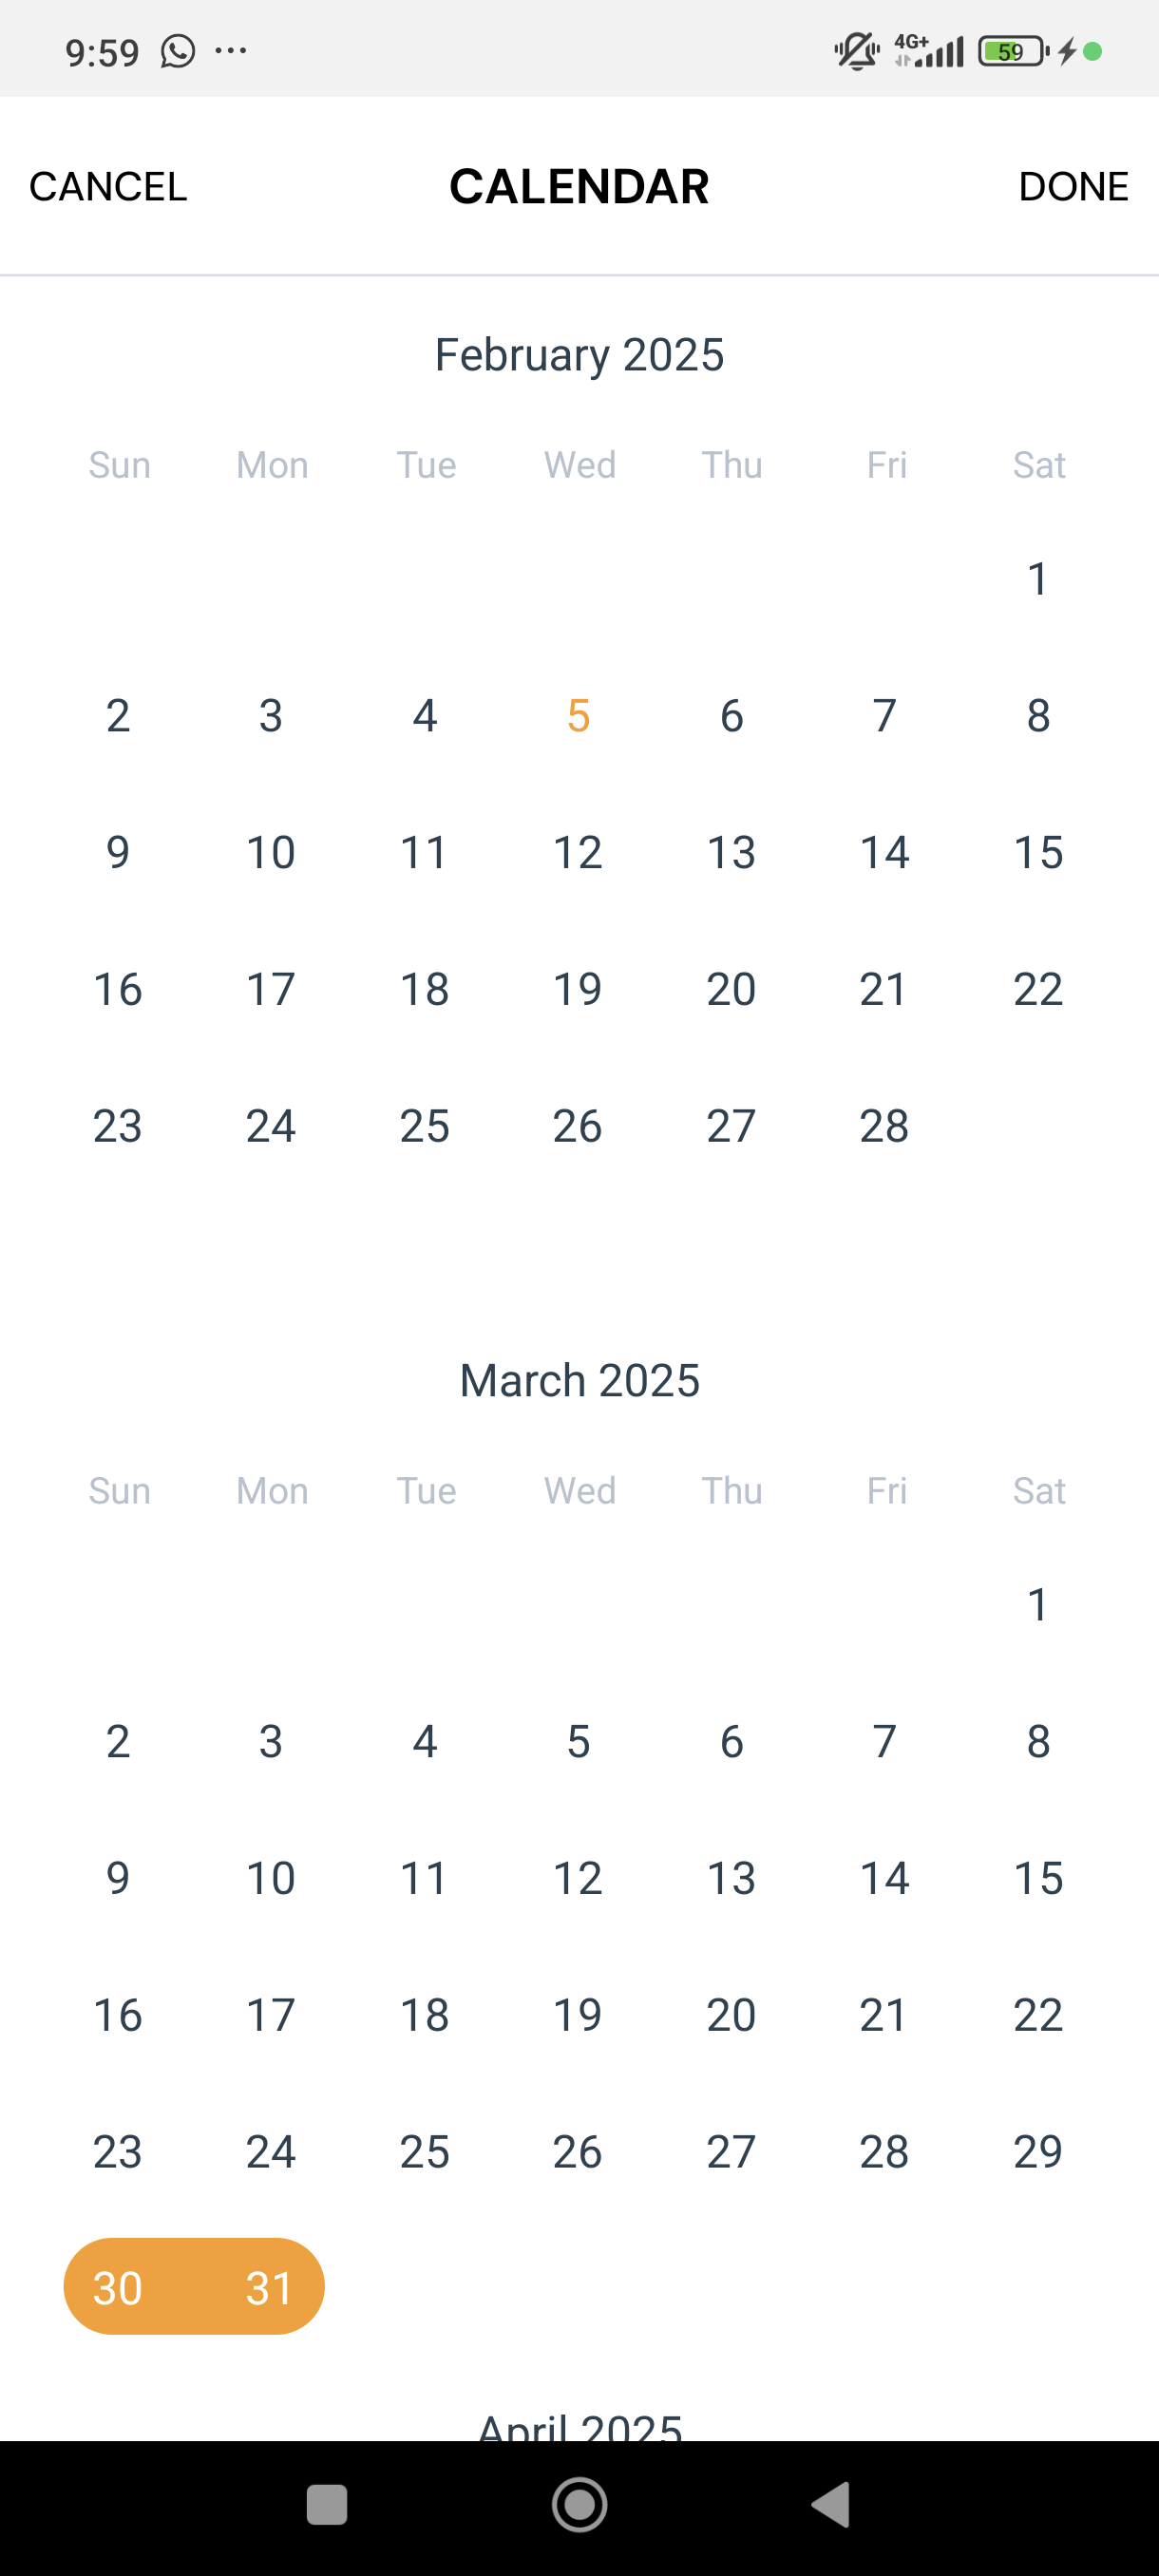 9:59 ... 4G+ 59
CANCEL CALENDAR DONE
February 2025
Sun Mon Tue Wed Thu Fri Sat
1
2 3 4 5 6 7 8
9 10 11 12 13 14 15
16 17 18 19 20 21 22
23 24 25 26 27 28
March 2025
Sun Mon Tue Wed Thu Fri Sat
1
2 3 4 5 6 7 8
9 10 11 12 13 14 15
16 17 18 19 20 21 22
23 24 25 26 27 28 29
30 31
April 2025